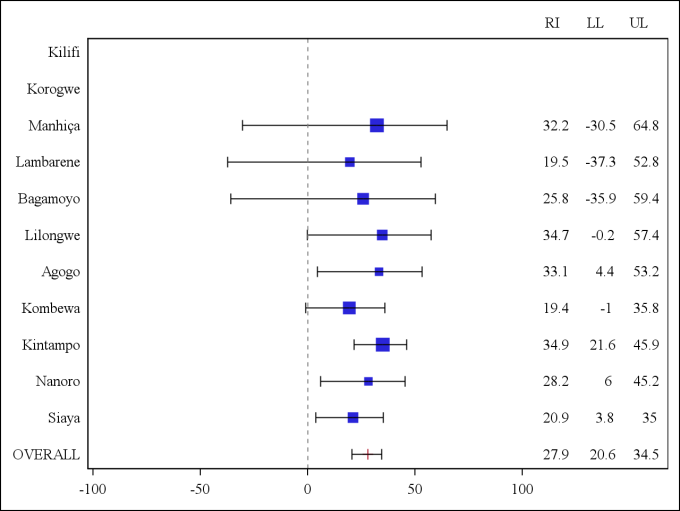 RI LL UL
Kilifi
Korogwe
Manhiça 32.2 -30.5 64.8
Lambarene 19.5 -37.3 52.8
Bagamoyo 25.8 -35.9 59.4
Lilongwe 34.7 -0.2 57.4
Agogo 33.1 4.4 53.2
Kombewa 19.4 -1 35.8
Kintampo 34.9 21.6 45.9
Nanoro 28.2 6 45.2
Siaya 20.9 3.8 35
OVERALL 27.9 20.6 34.5
-100 -50 0 50 100